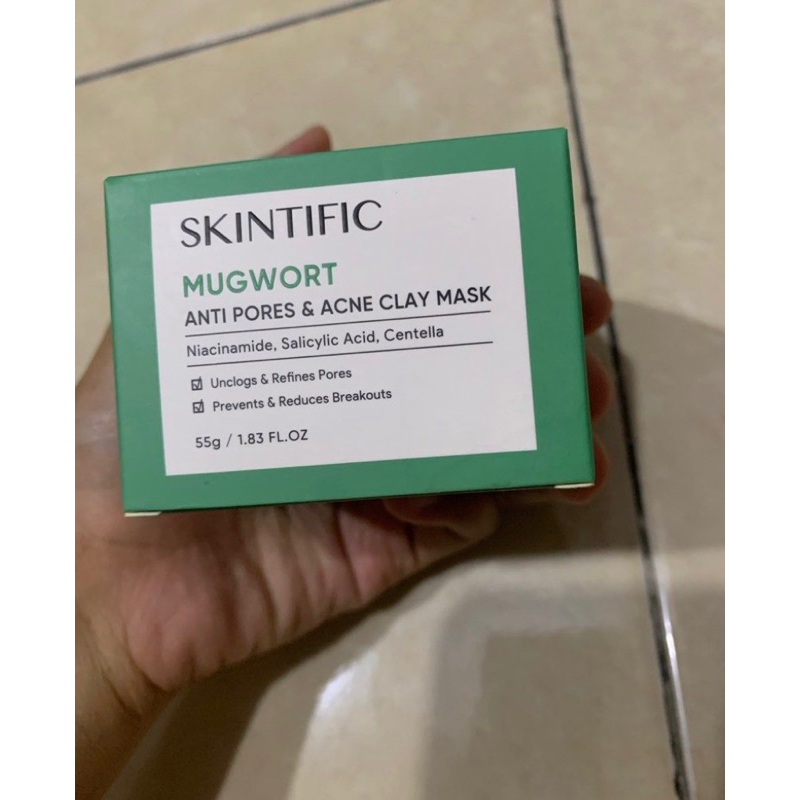 SKINTIFIC
MUGWORT
ANTI PORES & ACNE CLAY MASK
Niacinamide, Salicylic Acid, Centella
Unclogs & Refines Pores
Prevents & Reduces Breakouts
55g / 1.83 FL.OZ